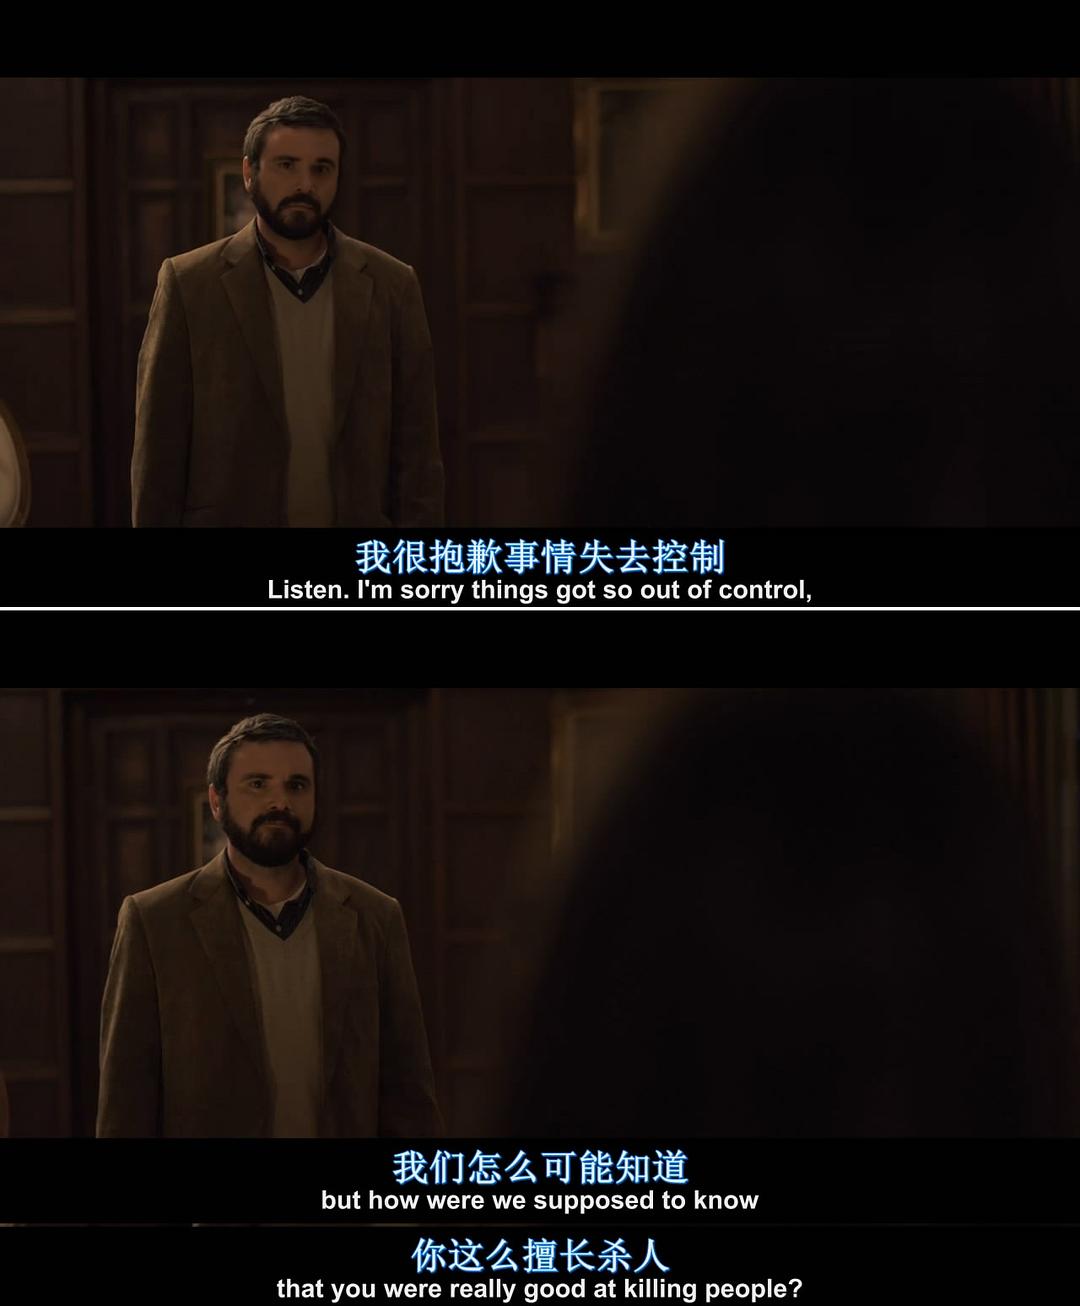 我很抱歉事情失去控制
Listen. I'm sorry things got so out of control,
我们怎么可能知道
but how were we supposed to know
你这么擅长杀人
that you were really good at killing people?